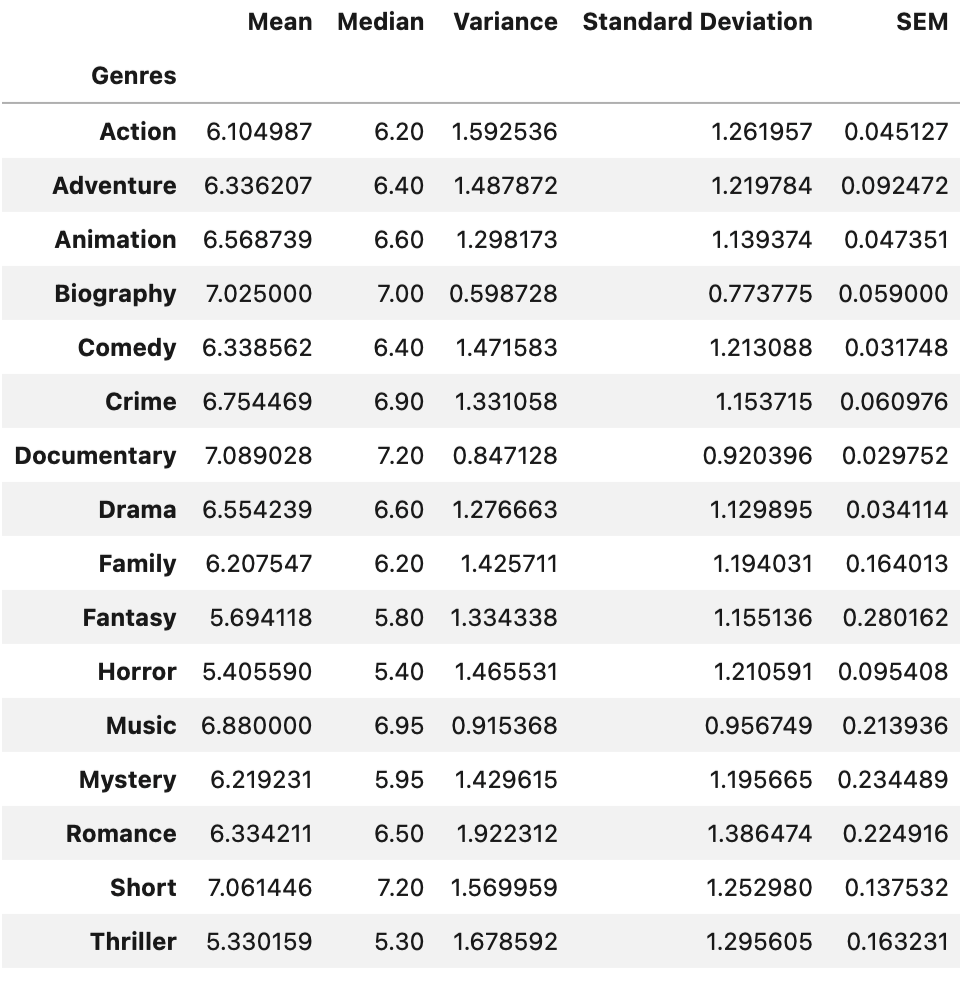 Mean Median Variance Standard Deviation SEM
Genres
Action 6.104987 6.20 1.592536 1.261957 0.045127
Adventure 6.336207 6.40 1.487872 1.219784 0.092472
Animation 6.568739 6.60 1.298173 1.139374 0.047351
Biography 7.025000 7.00 0.598728 0.773775 0.059000
Comedy 6.338562 6.40 1.471583 1.213088 0.031748
Crime 6.754469 6.90 1.331058 1.153715 0.060976
Documentary 7.089028 7.20 0.847128 0.920396 0.029752
Drama 6.554239 6.60 1.276663 1.129895 0.034114
Family 6.207547 6.20 1.425711 1.194031 0.164013
Fantasy 5.694118 5.80 1.334338 1.155136 0.280162
Horror 5.405590 5.40 1.465531 1.210591 0.095408
Music 6.880000 6.95 0.915368 0.956749 0.213936
Mystery 6.219231 5.95 1.429615 1.195665 0.234489
Romance 6.334211 6.50 1.922312 1.386474 0.224916
Short 7.061446 7.20 1.569959 1.252980 0.137532
Thriller 5.330159 5.30 1.678592 1.295605 0.163231